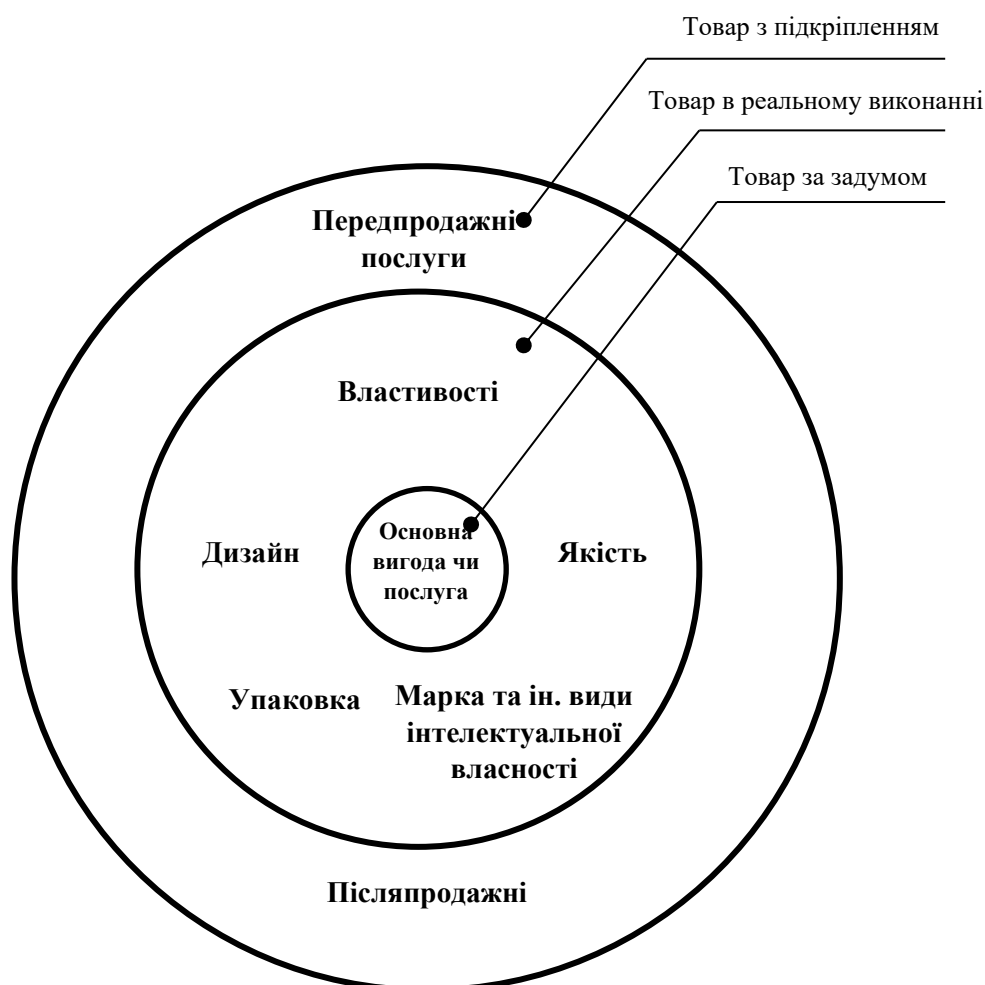 Товар з підкріпленням
Товар в реальному виконанні
Товар за задумом
Передпродажні
послуги
Властивості
Основна
вигода чи
послуга
Дизайн
Якість
Упаковка
Марка та ін. види
інтелектуальної
власності
Післяпродажні